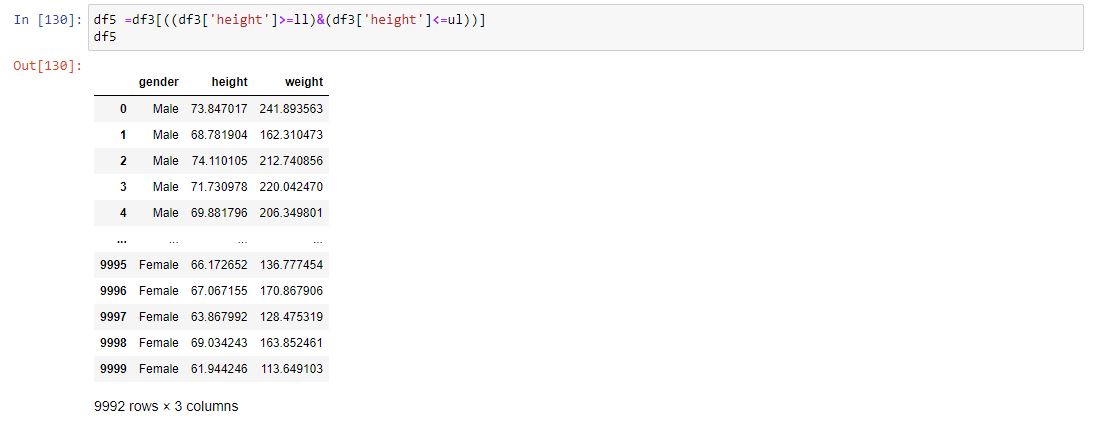 In [130]: df5 =df3[((df3['height']>=ll)&(df3['height']<=ul))]
df5
Out[130]:
gender height weight
0 Male 73.847017 241.893563
1 Male 68.781904 162.310473
2 Male 74.110105 212.740856
3 Male 71.730978 220.042470
4 Male 69.881796 206.349801
... ... ... ...
9995 Female 66.172652 136.777454
9996 Female 67.067155 170.867906
9997 Female 63.867992 128.475319
9998 Female 69.034243 163.852461
9999 Female 61.944246 113.649103
9992 rows × 3 columns